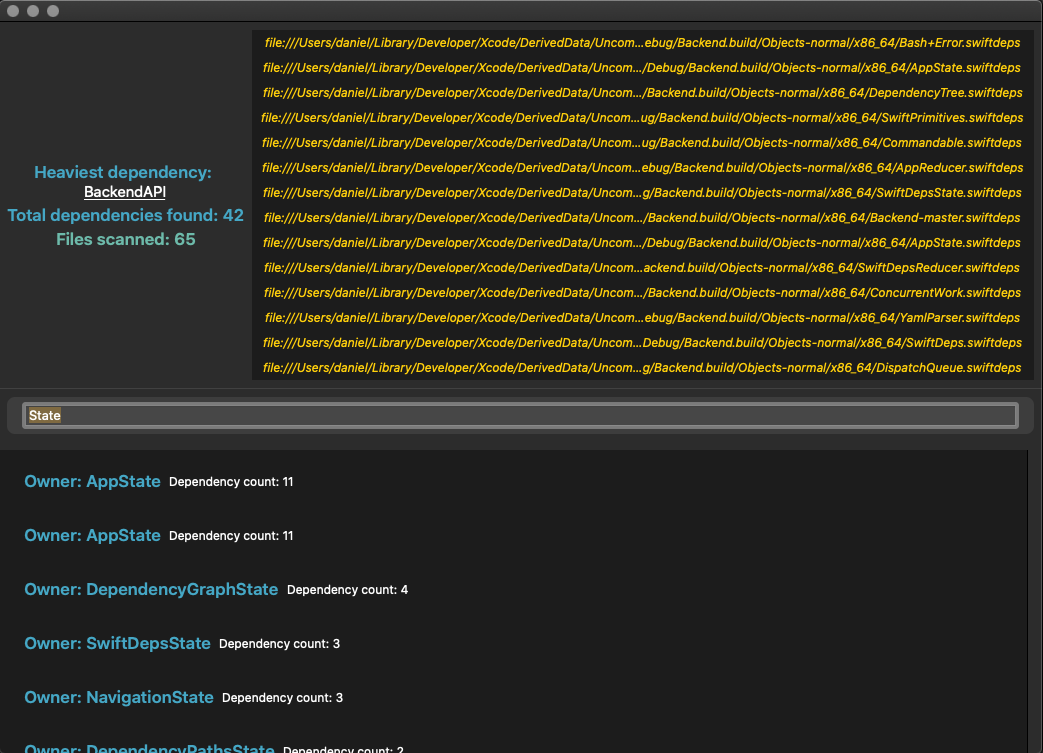 Heaviest dependency:
BackendAPI
Total dependencies found: 42
Files scanned: 65
file:///Users/daniel/Library/Developer/Xcode/DerivedData/Uncom...ebug/Backend.build/Objects-normal/x86_64/Bash+Error.swiftdeps
file:///Users/daniel/Library/Developer/Xcode/DerivedData/Uncom.../Debug/Backend.build/Objects-normal/x86_64/AppState.swiftdeps
file:///Users/daniel/Library/Developer/Xcode/DerivedData/Uncom.../Backend.build/Objects-normal/x86_64/DependencyTree.swiftdeps
file:///Users/daniel/Library/Developer/Xcode/DerivedData/Uncom...ug/Backend.build/Objects-normal/x86_64/SwiftPrimitives.swiftdeps
file:///Users/daniel/Library/Developer/Xcode/DerivedData/Uncom...ug/Backend.build/Objects-normal/x86_64/Commandable.swiftdeps
file:///Users/daniel/Library/Developer/Xcode/DerivedData/Uncom...ebug/Backend.build/Objects-normal/x86_64/AppReducer.swiftdeps
file:///Users/daniel/Library/Developer/Xcode/DerivedData/Uncom...g/Backend.build/Objects-normal/x86_64/SwiftDepsState.swiftdeps
file:///Users/daniel/Library/Developer/Xcode/DerivedData/Uncom.../Backend.build/Objects-normal/x86_64/Backend-master.swiftdeps
file:///Users/daniel/Library/Developer/Xcode/DerivedData/Uncom.../Debug/Backend.build/Objects-normal/x86_64/AppState.swiftdeps
file:///Users/daniel/Library/Developer/Xcode/DerivedData/Uncom...ackend.build/Objects-normal/x86_64/SwiftDepsReducer.swiftdeps
file:///Users/daniel/Library/Developer/Xcode/DerivedData/Uncom.../Backend.build/Objects-normal/x86_64/ConcurrentWork.swiftdeps
file:///Users/daniel/Library/Developer/Xcode/DerivedData/Uncom...ebug/Backend.build/Objects-normal/x86_64/YamlParser.swiftdeps
file:///Users/daniel/Library/Developer/Xcode/DerivedData/Uncom...Debug/Backend.build/Objects-normal/x86_64/SwiftDeps.swiftdeps
file:///Users/daniel/Library/Developer/Xcode/DerivedData/Uncom...g/Backend.build/Objects-normal/x86_64/DispatchQueue.swiftdeps
State
Owner: AppState Dependency count: 11
Owner: AppState Dependency count: 11
Owner: DependencyGraphState Dependency count: 4
Owner: SwiftDepsState Dependency count: 3
Owner: NavigationState Dependency count: 3
Owner: DependencyPathsState Dependency count: 2